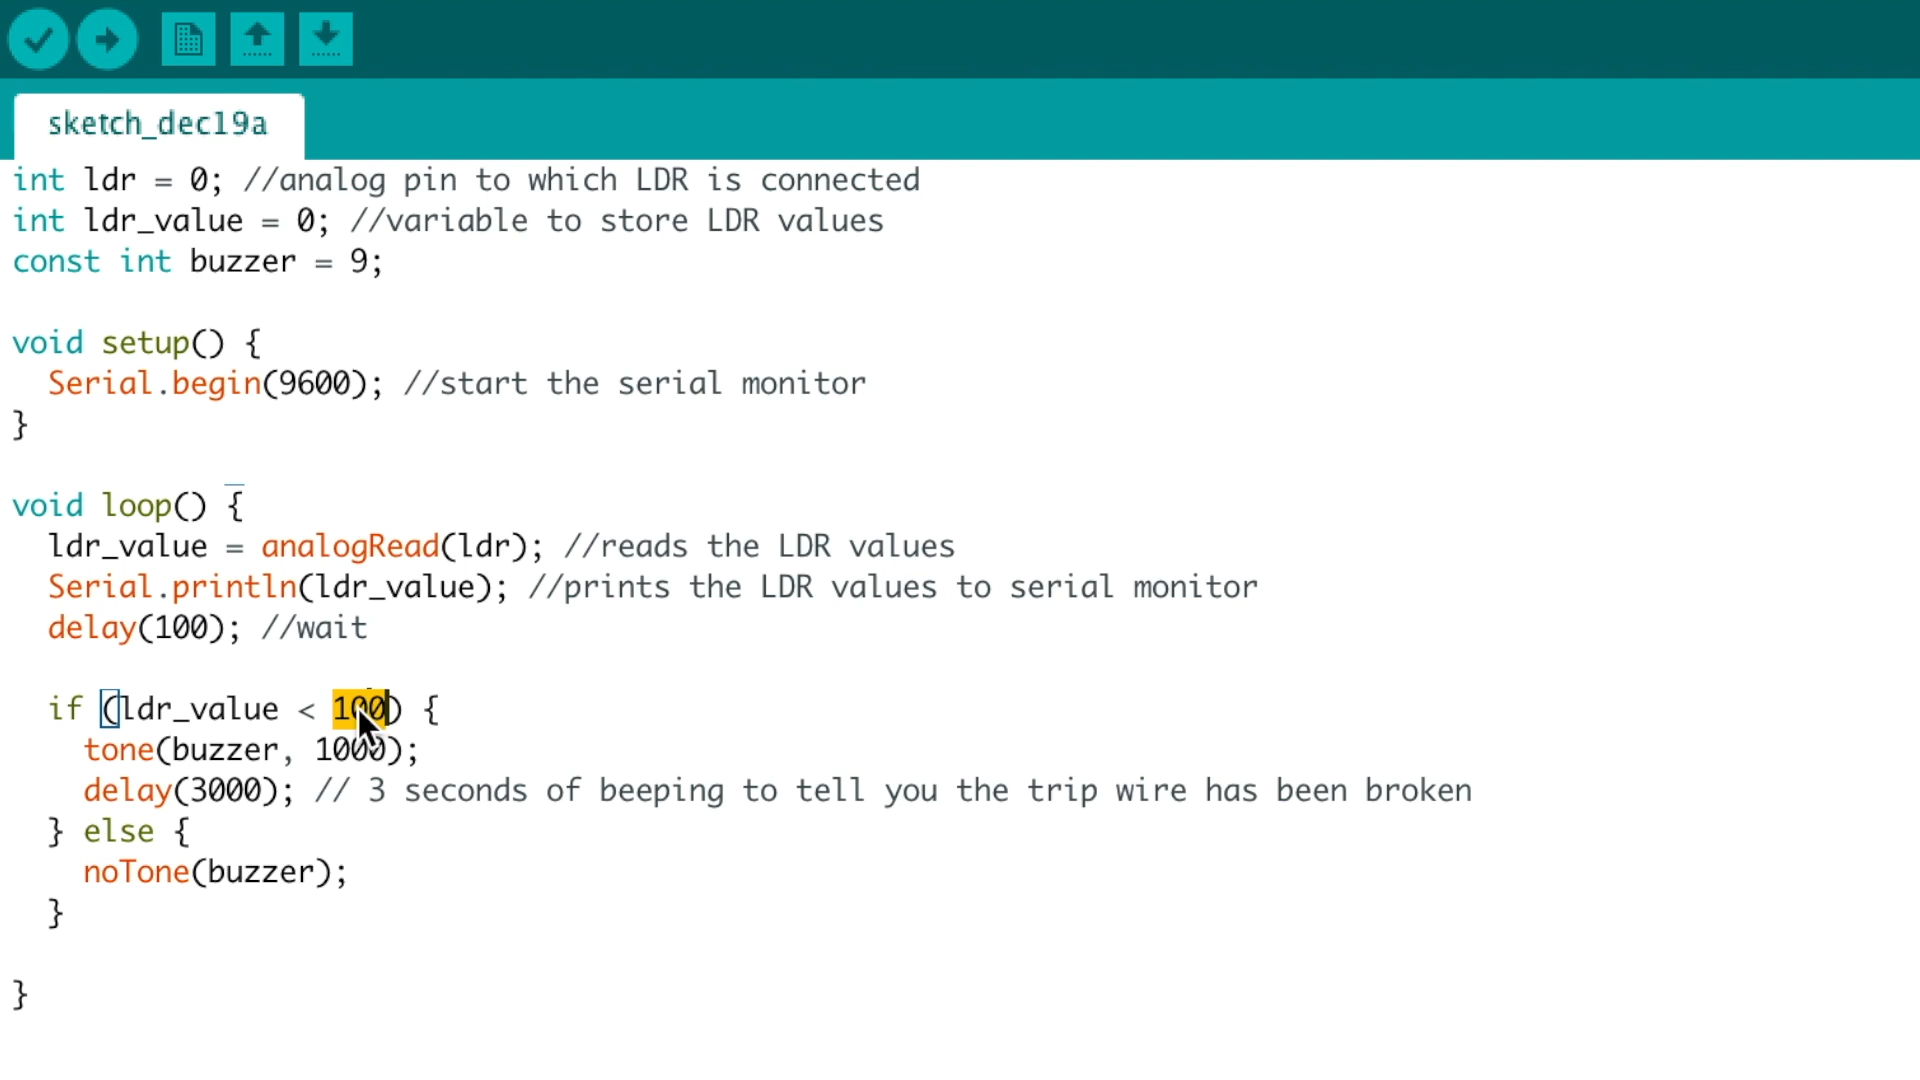 sketch_dec19a
int ldr = 0; //analog pin to which LDR is connected
int ldr_value = 0; //variable to store LDR values
const int buzzer = 9;
void setup() {
  Serial.begin(9600); //start the serial monitor
}
void loop() {
  ldr_value = analogRead(ldr); //reads the LDR values
  Serial.println(ldr_value); //prints the LDR values to serial monitor
  delay(100); //wait
  if (ldr_value < 100) {
    tone(buzzer, 1000);
    delay(3000); // 3 seconds of beeping to tell you the trip wire has been broken
  } else {
    noTone(buzzer);
  }
}